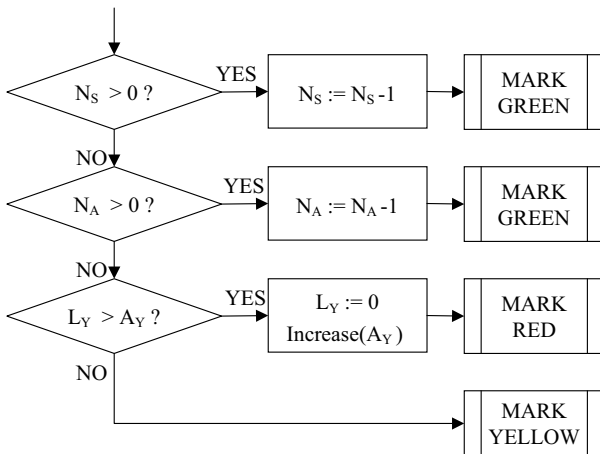 N_S > 0 ?
YES
N_S := N_S -1
MARK
GREEN
NO
N_A > 0 ?
YES
N_A := N_A -1
MARK
GREEN
NO
L_Y > A_Y ?
YES
L_Y := 0
Increase(A_Y )
MARK
RED
NO
MARK
YELLOW